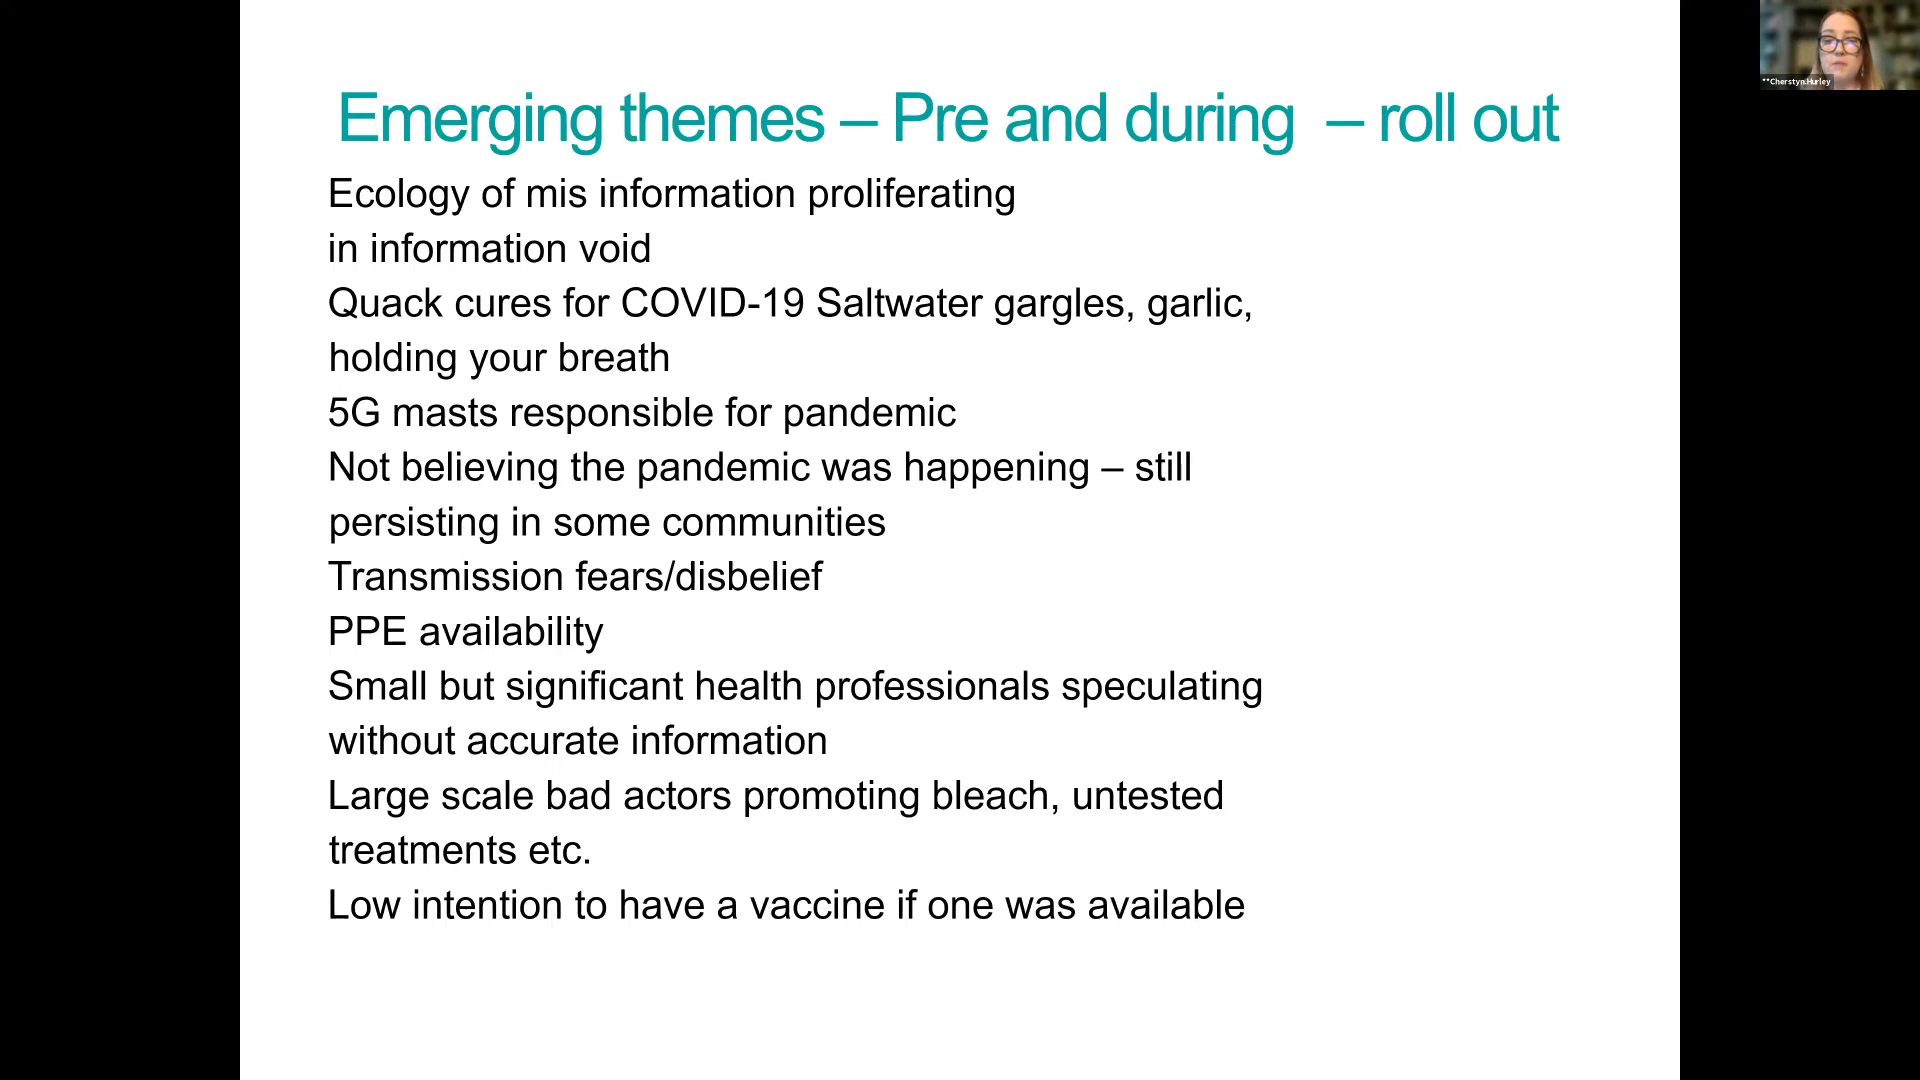 **Cherstyn.Hurley
Emerging themes – Pre and during – roll out
Ecology of mis information proliferating
in information void
Quack cures for COVID-19 Saltwater gargles, garlic,
holding your breath
5G masts responsible for pandemic
Not believing the pandemic was happening – still
persisting in some communities
Transmission fears/disbelief
PPE availability
Small but significant health professionals speculating
without accurate information
Large scale bad actors promoting bleach, untested
treatments etc.
Low intention to have a vaccine if one was available